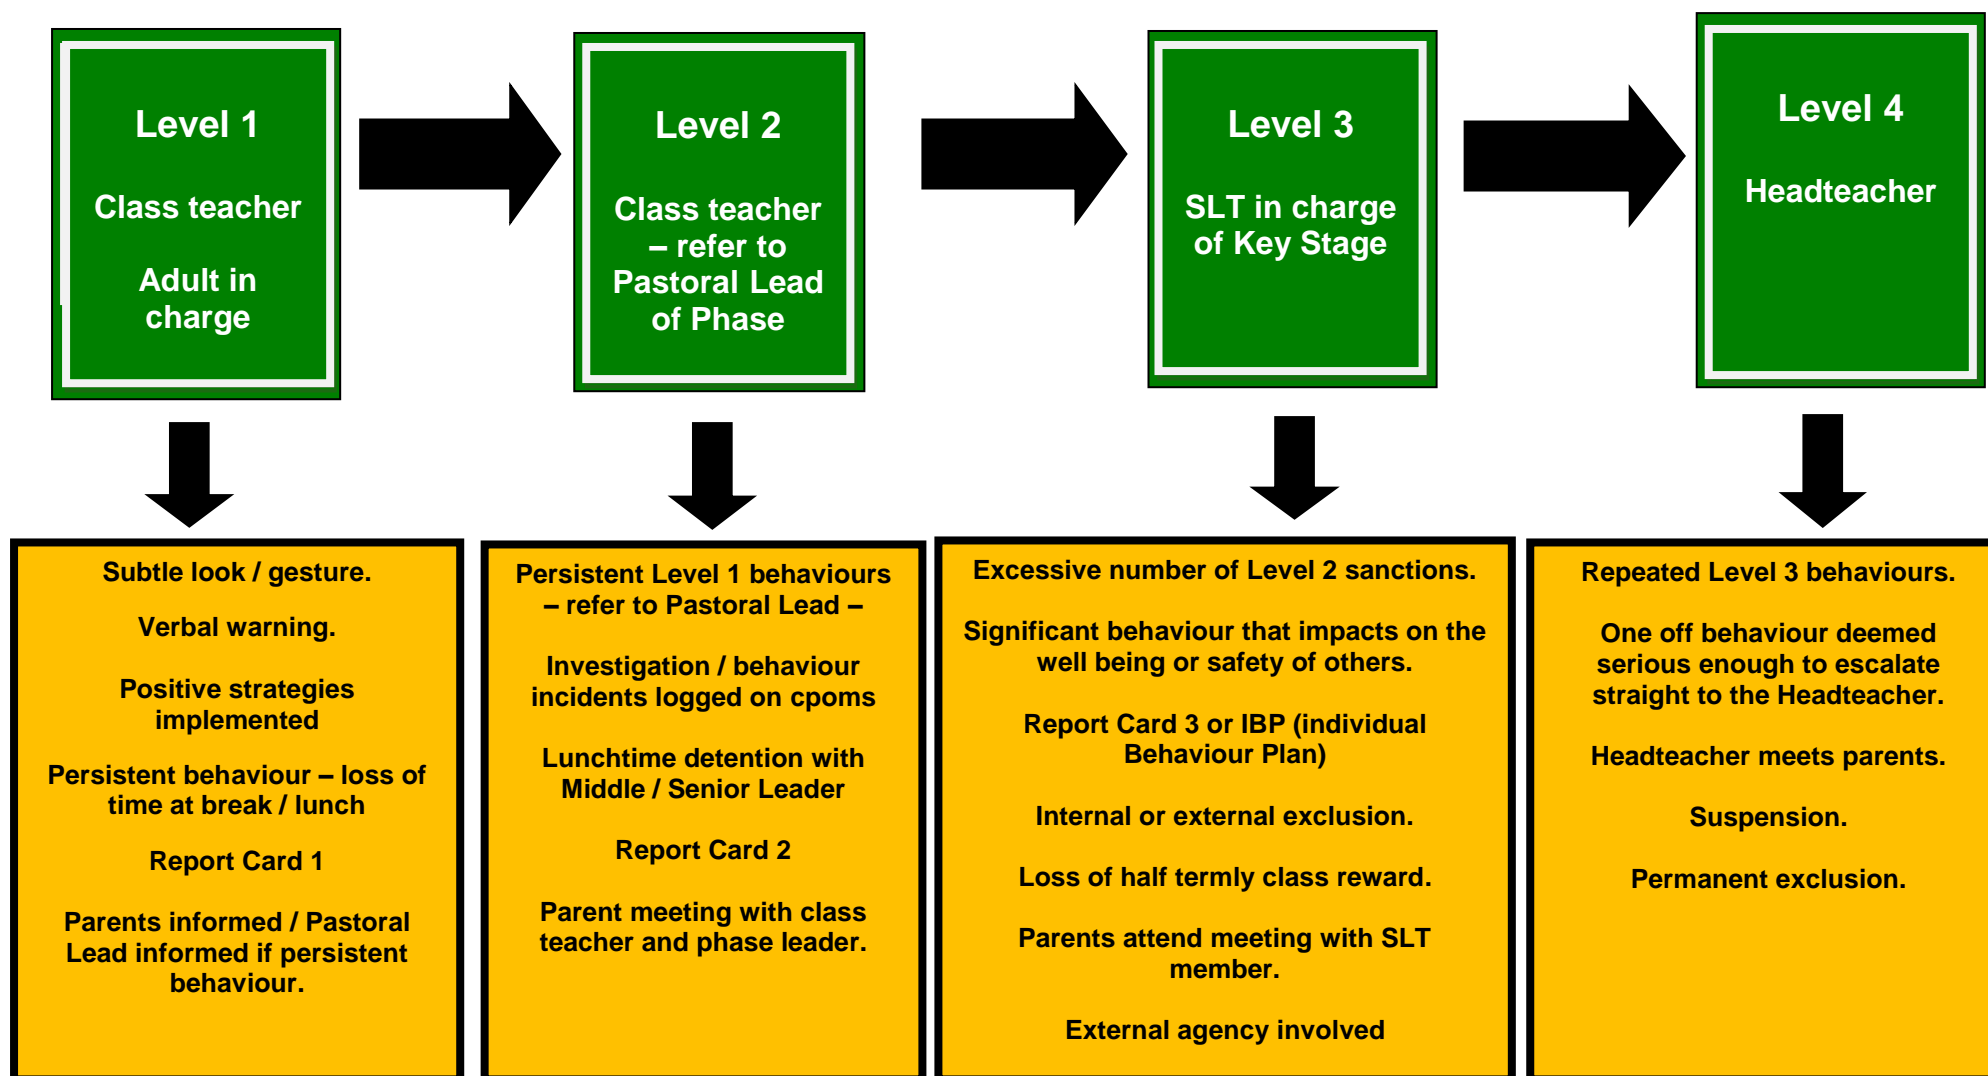 Level 1
Class teacher
Adult in
charge
Level 2
Class teacher
– refer to
Pastoral Lead
of Phase
Level 3
SLT in charge
of Key Stage
Level 4
Headteacher
Subtle look / gesture.
Verbal warning.
Positive strategies
implemented
Persistent behaviour – loss of
time at break / lunch
Report Card 1
Parents informed / Pastoral
Lead informed if persistent
behaviour.
Persistent Level 1 behaviours
– refer to Pastoral Lead –
Investigation / behaviour
incidents logged on cpoms
Lunchtime detention with
Middle / Senior Leader
Report Card 2
Parent meeting with class
teacher and phase leader.
Excessive number of Level 2 sanctions.
Significant behaviour that impacts on the
well being or safety of others.
Report Card 3 or IBP (individual
Behaviour Plan)
Internal or external exclusion.
Loss of half termly class reward.
Parents attend meeting with SLT
member.
External agency involved
Repeated Level 3 behaviours.
One off behaviour deemed
serious enough to escalate
straight to the Headteacher.
Headteacher meets parents.
Suspension.
Permanent exclusion.